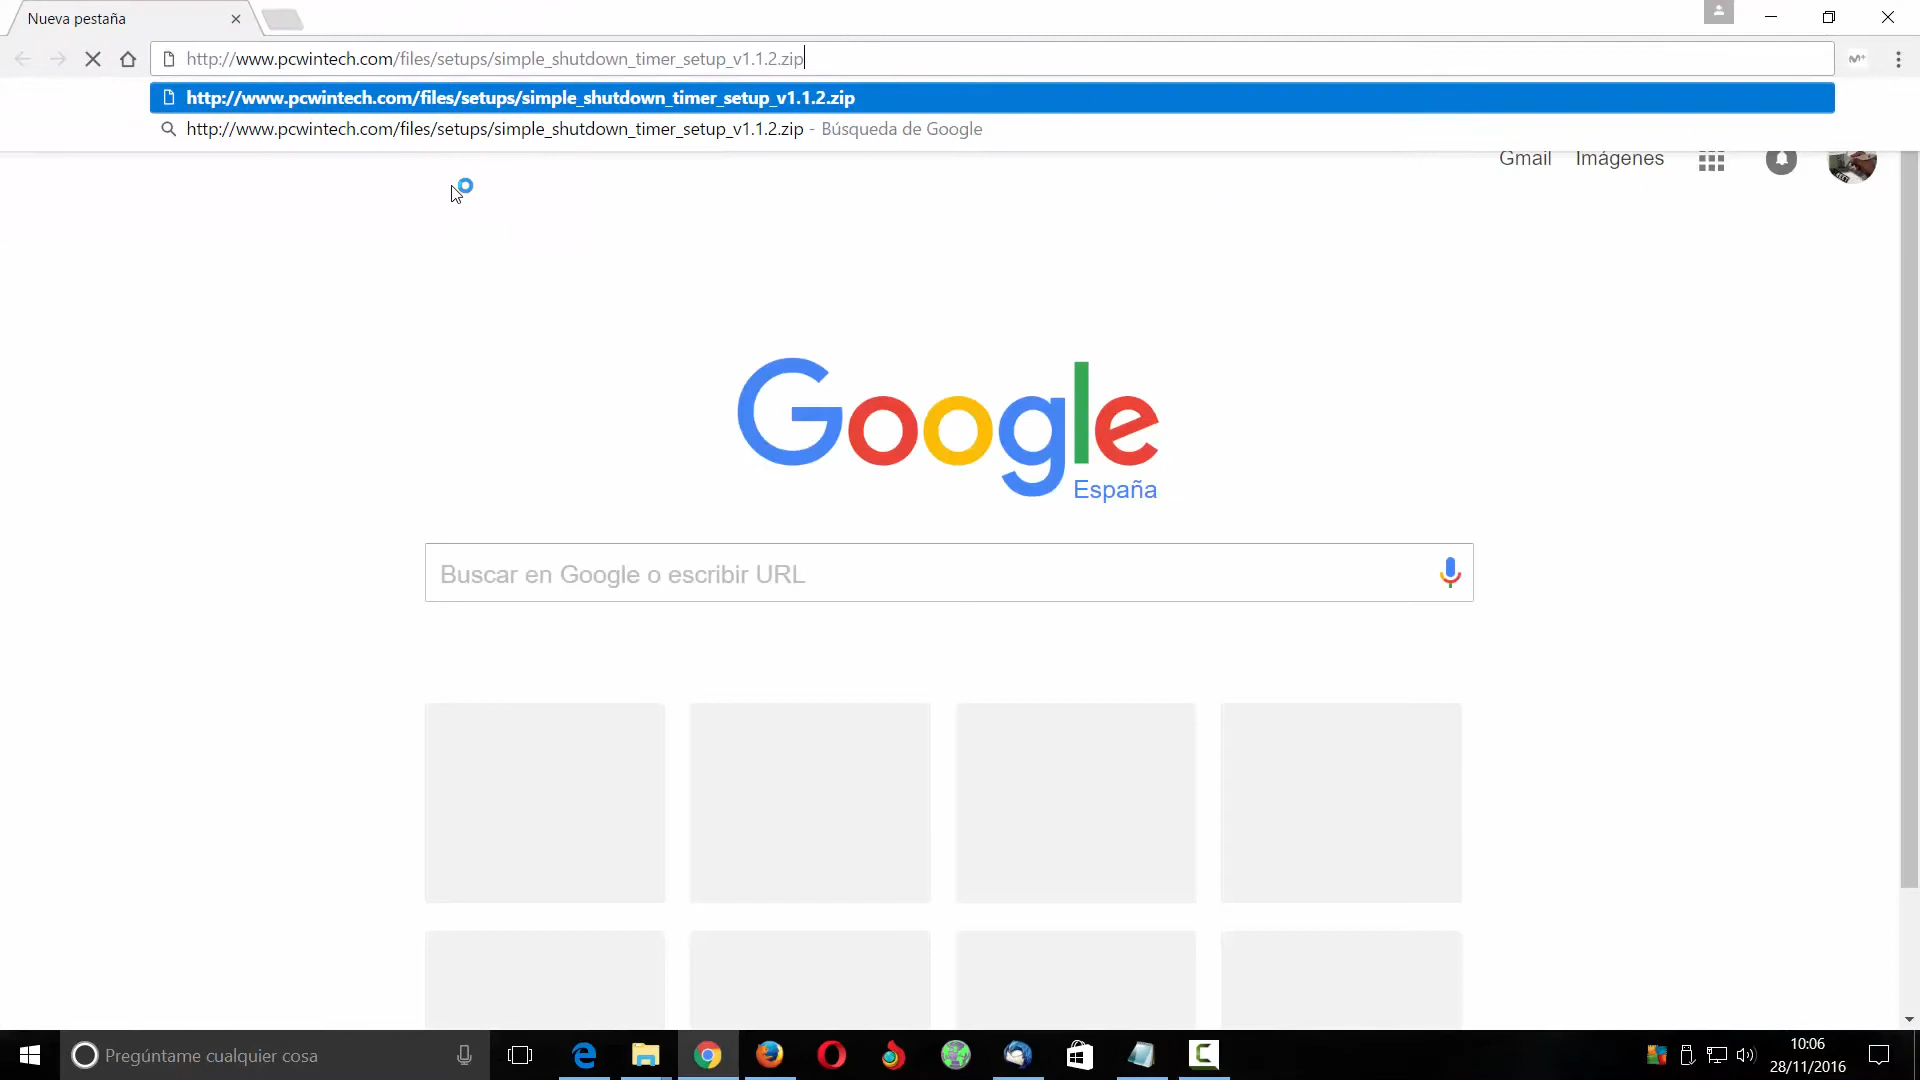 Nueva pestaña
http://www.pcwintech.com/files/setups/simple_shutdown_timer_setup_v1.1.2.zip
http://www.pcwintech.com/files/setups/simple_shutdown_timer_setup_v1.1.2.zip
http://www.pcwintech.com/files/setups/simple_shutdown_timer_setup_v1.1.2.zip - Búsqueda de Google
Gmail Imágenes
Google
España
Buscar en Google o escribir URL
Pregúntame cualquier cosa
10:06
28/11/2016